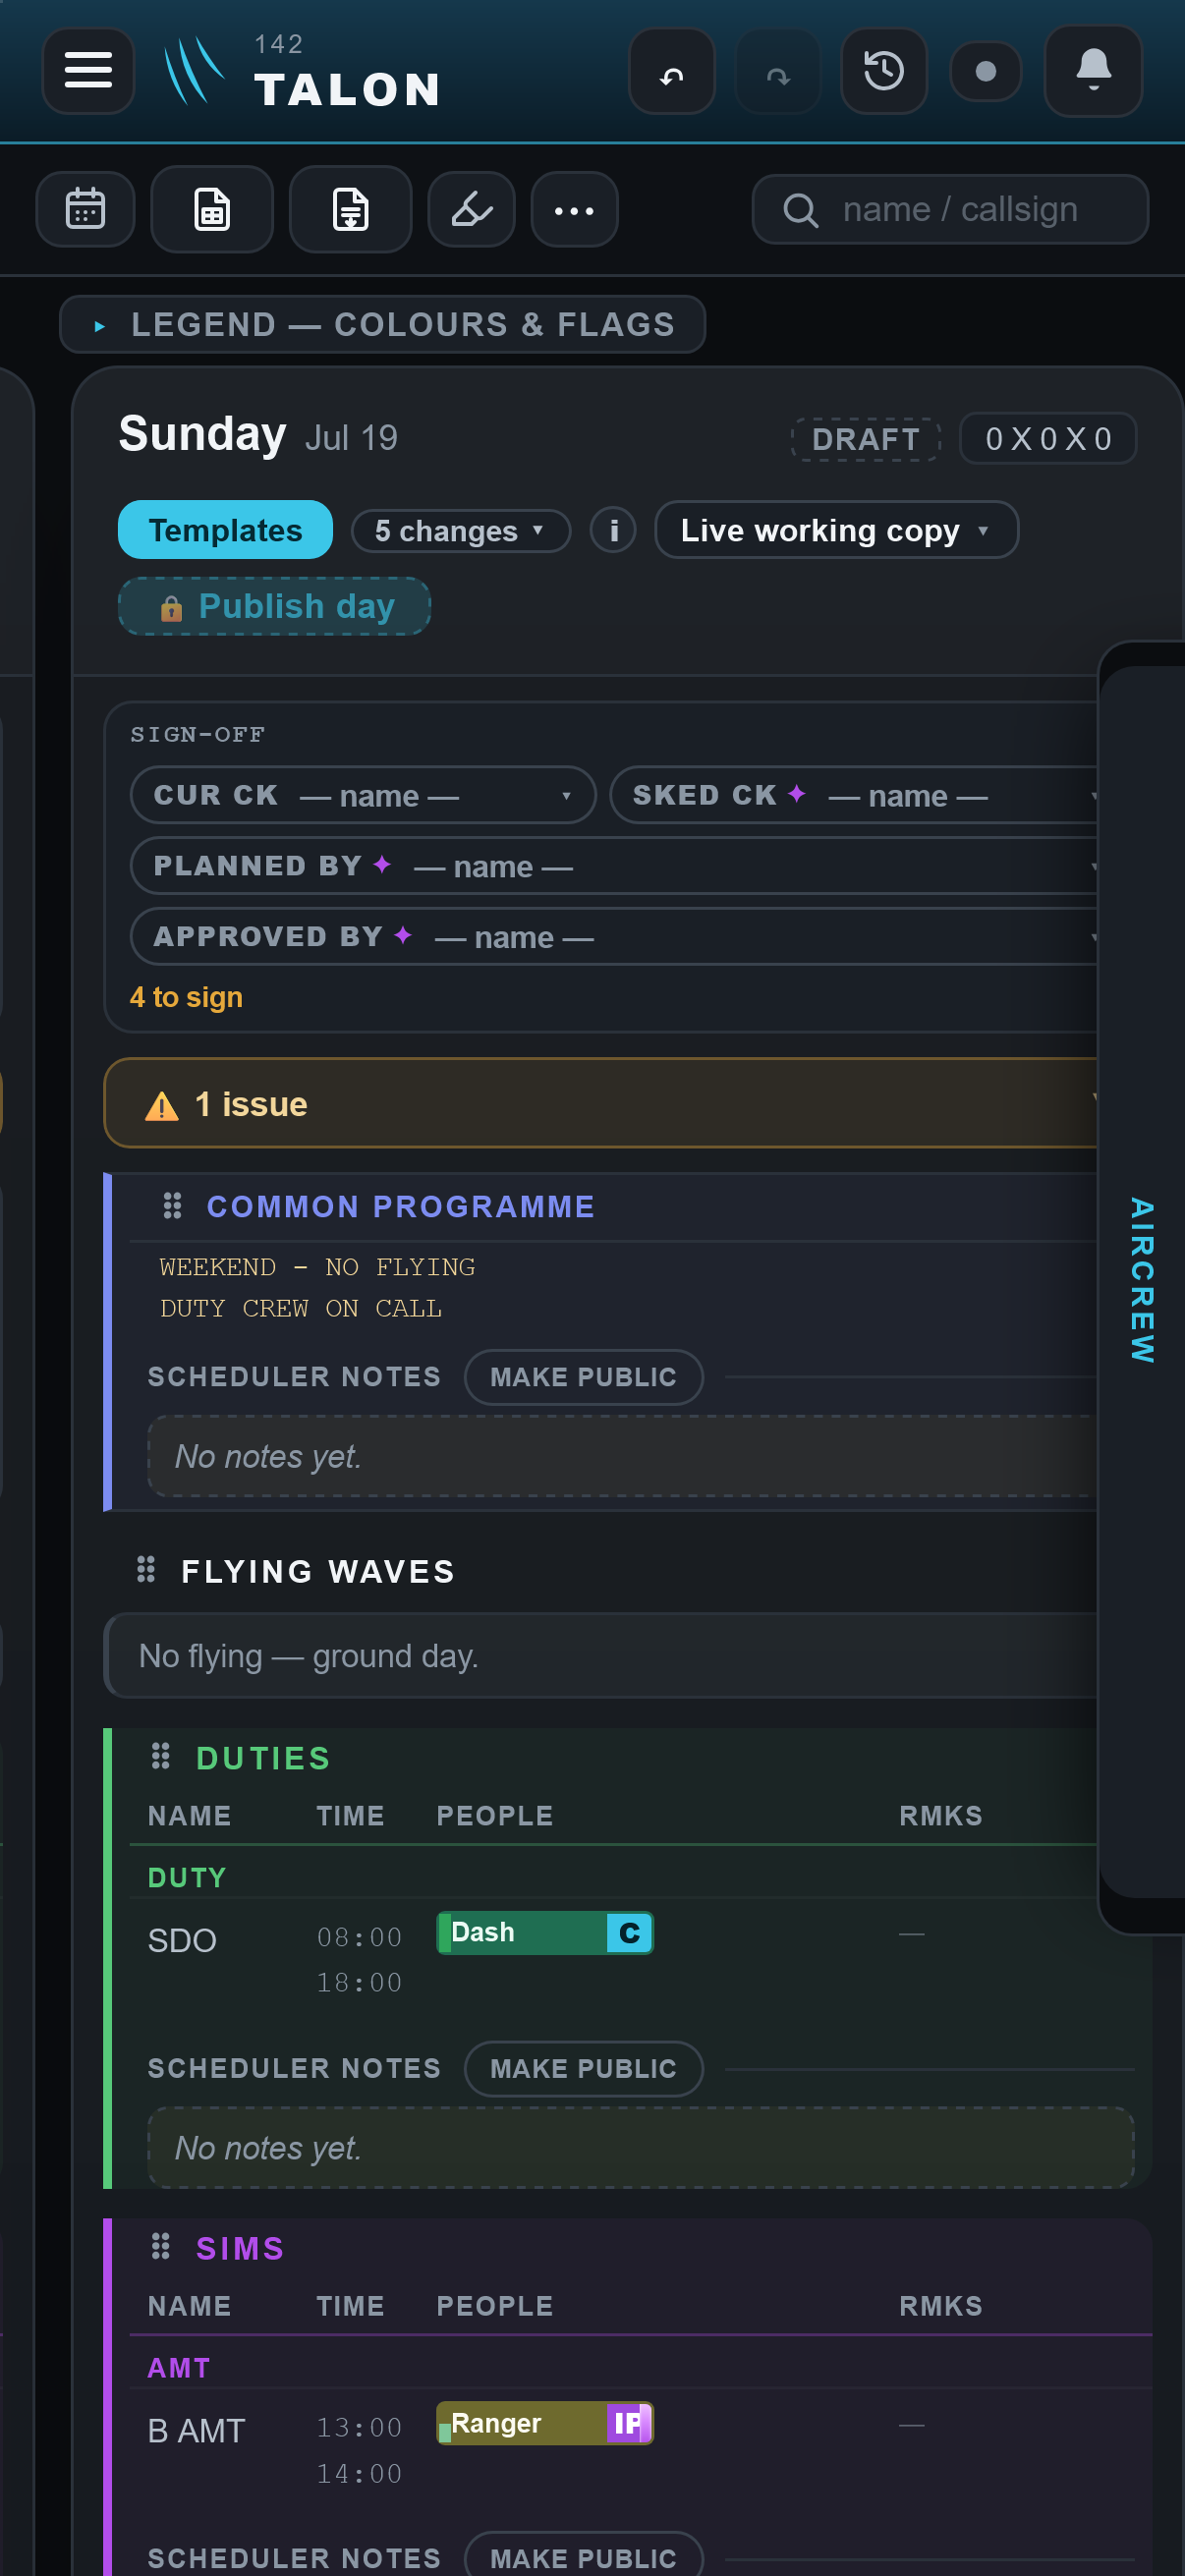 142
TALON
name / callsign
LEGEND — COLOURS & FLAGS
Sunday Jul 19 DRAFT 0 X 0 X 0
Templates 5 changes i Live working copy
Publish day
SIGN-OFF
CUR CK — name — SKED CK — name —
PLANNED BY — name —
APPROVED BY — name —
4 to sign
1 issue
COMMON PROGRAMME
WEEKEND - NO FLYING
DUTY CREW ON CALL
SCHEDULER NOTES MAKE PUBLIC
No notes yet.
AIRCREW
FLYING WAVES
No flying — ground day.
DUTIES
NAME TIME PEOPLE RMKS
DUTY
SDO 08:00 Dash C —
18:00
SCHEDULER NOTES MAKE PUBLIC
No notes yet.
SIMS
NAME TIME PEOPLE RMKS
AMT
B AMT 13:00 Ranger IP —
14:00
SCHEDULER NOTES MAKE PUBLIC